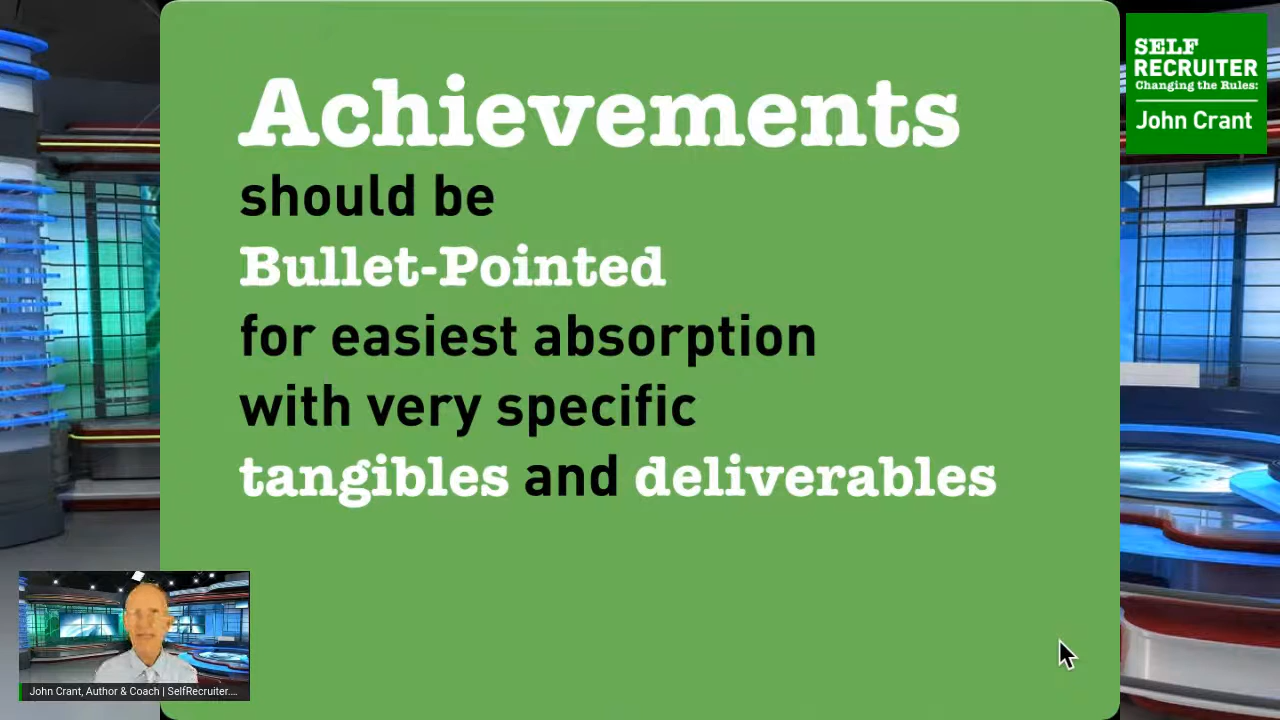 Achievements
should be
Bullet-Pointed
for easiest absorption
with very specific
tangibles and deliverables
SELF
RECRUITER
Changing the Rules:
John Crant
John Crant, Author & Coach | SelfRecruiter....